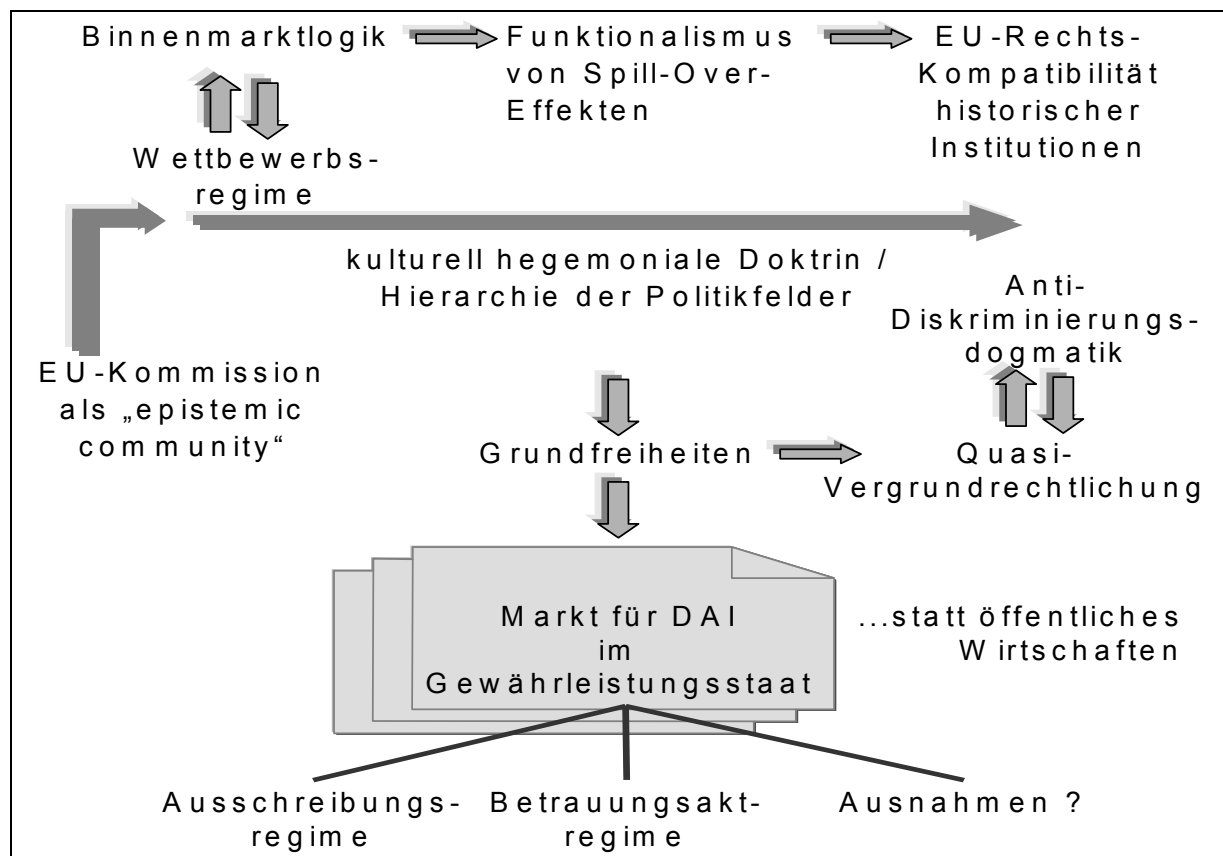 Binnenmarktlogik
Funktionalismus
von Spill-Over-
Effekten
EU-Rechts-
Kompatibilität
historischer
Institutionen
Wettbewerbs-
regime
kulturell hegemoniale Doktrin /
Hierarchie der Politikfelder
Anti-
Diskriminierungs-
dogmatik
EU-Kommission
als „epistemic
community“
Grundfreiheiten
Quasi-
Vergrundrechtlichung
Markt für DAI
im
Gewährleistungsstaat
...statt öffentliches
Wirtschaften
Ausschreibungs-
regime
Betrauungsakt-
regime
Ausnahmen ?